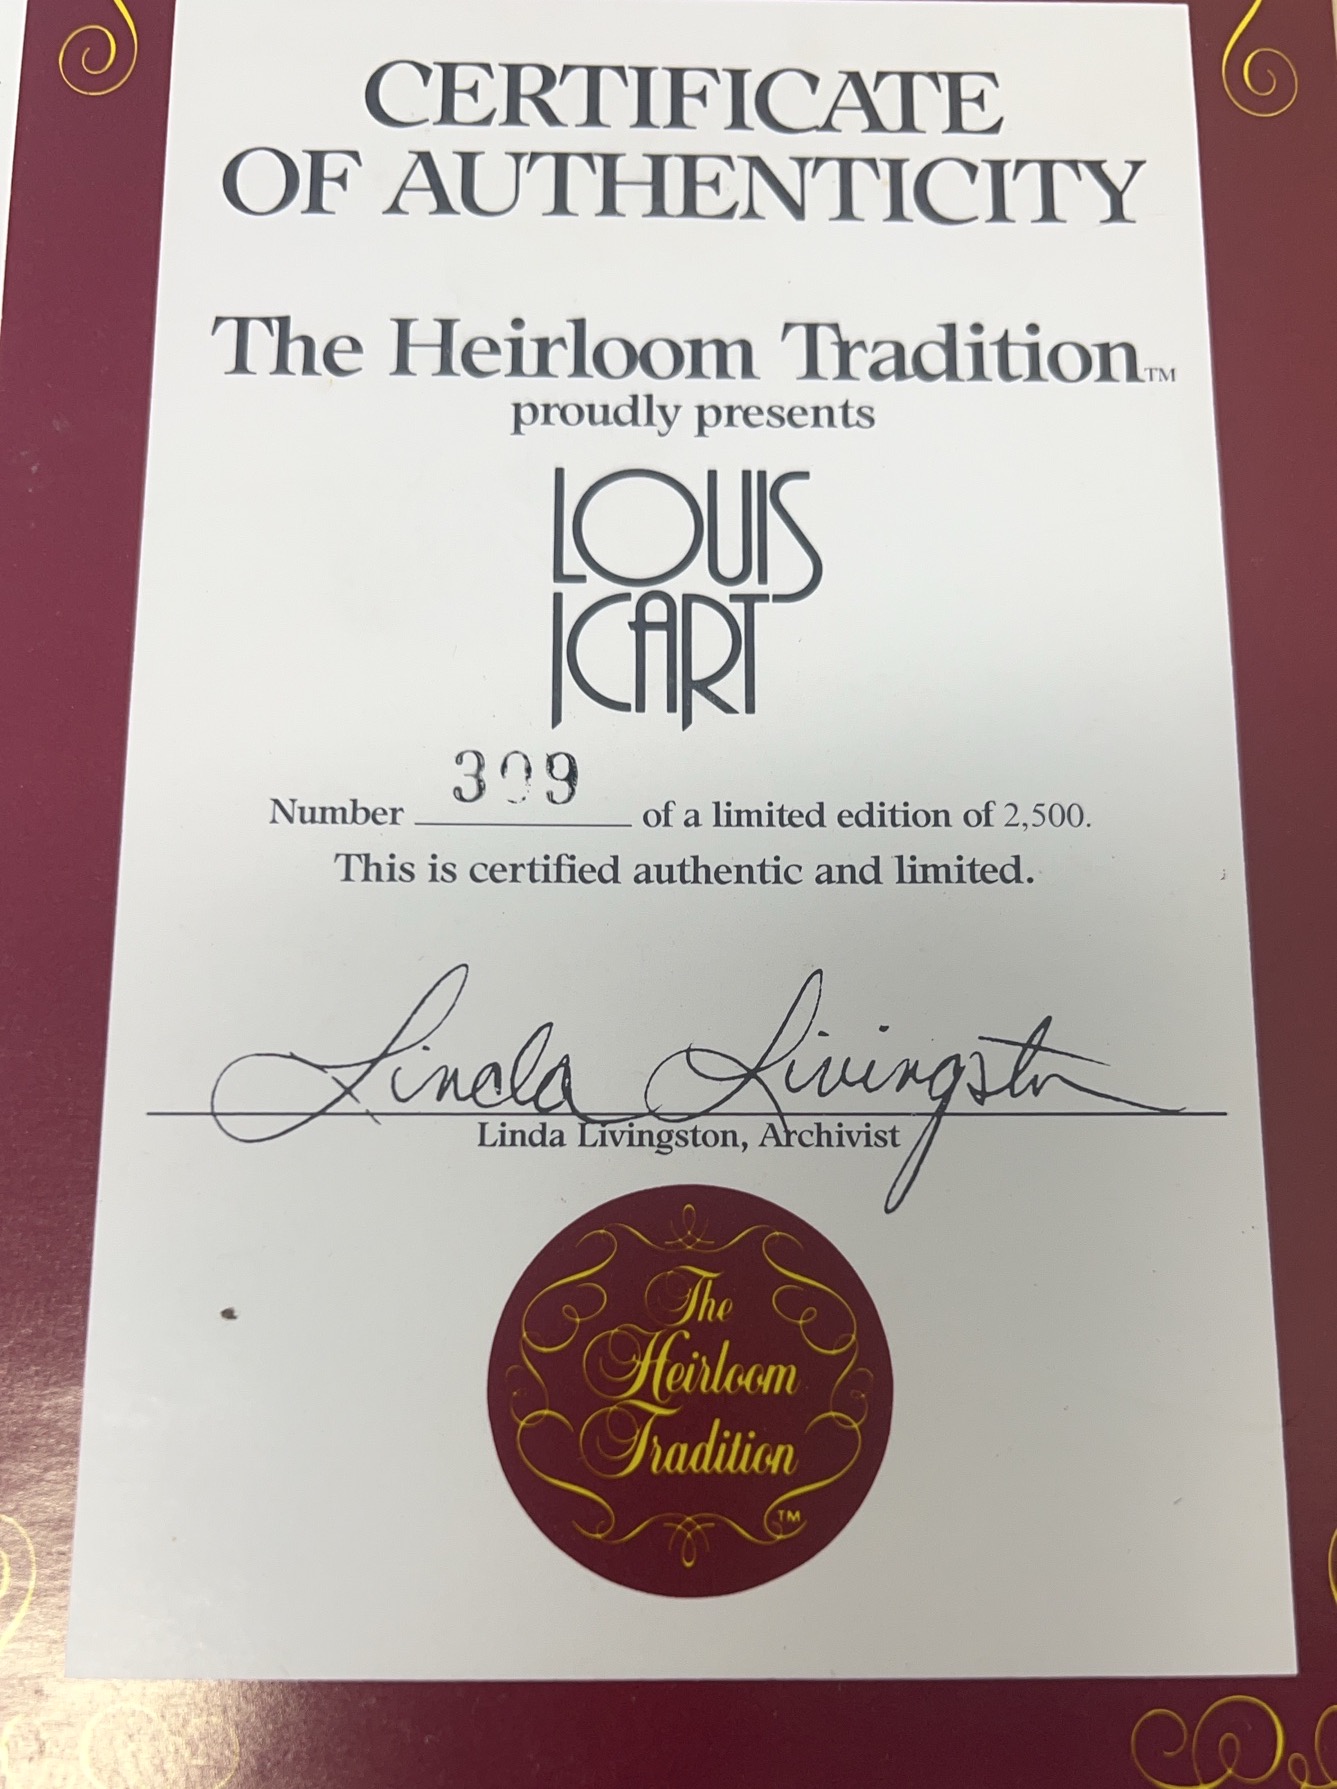 CERTIFICATE
OF AUTHENTICITY
The Heirloom Tradition™
proudly presents
LOUIS
ICART
Number 309 of a limited edition of 2,500.
This is certified authentic and limited.
Linda Livingston
Linda Livingston, Archivist
The
Heirloom
Tradition
TM